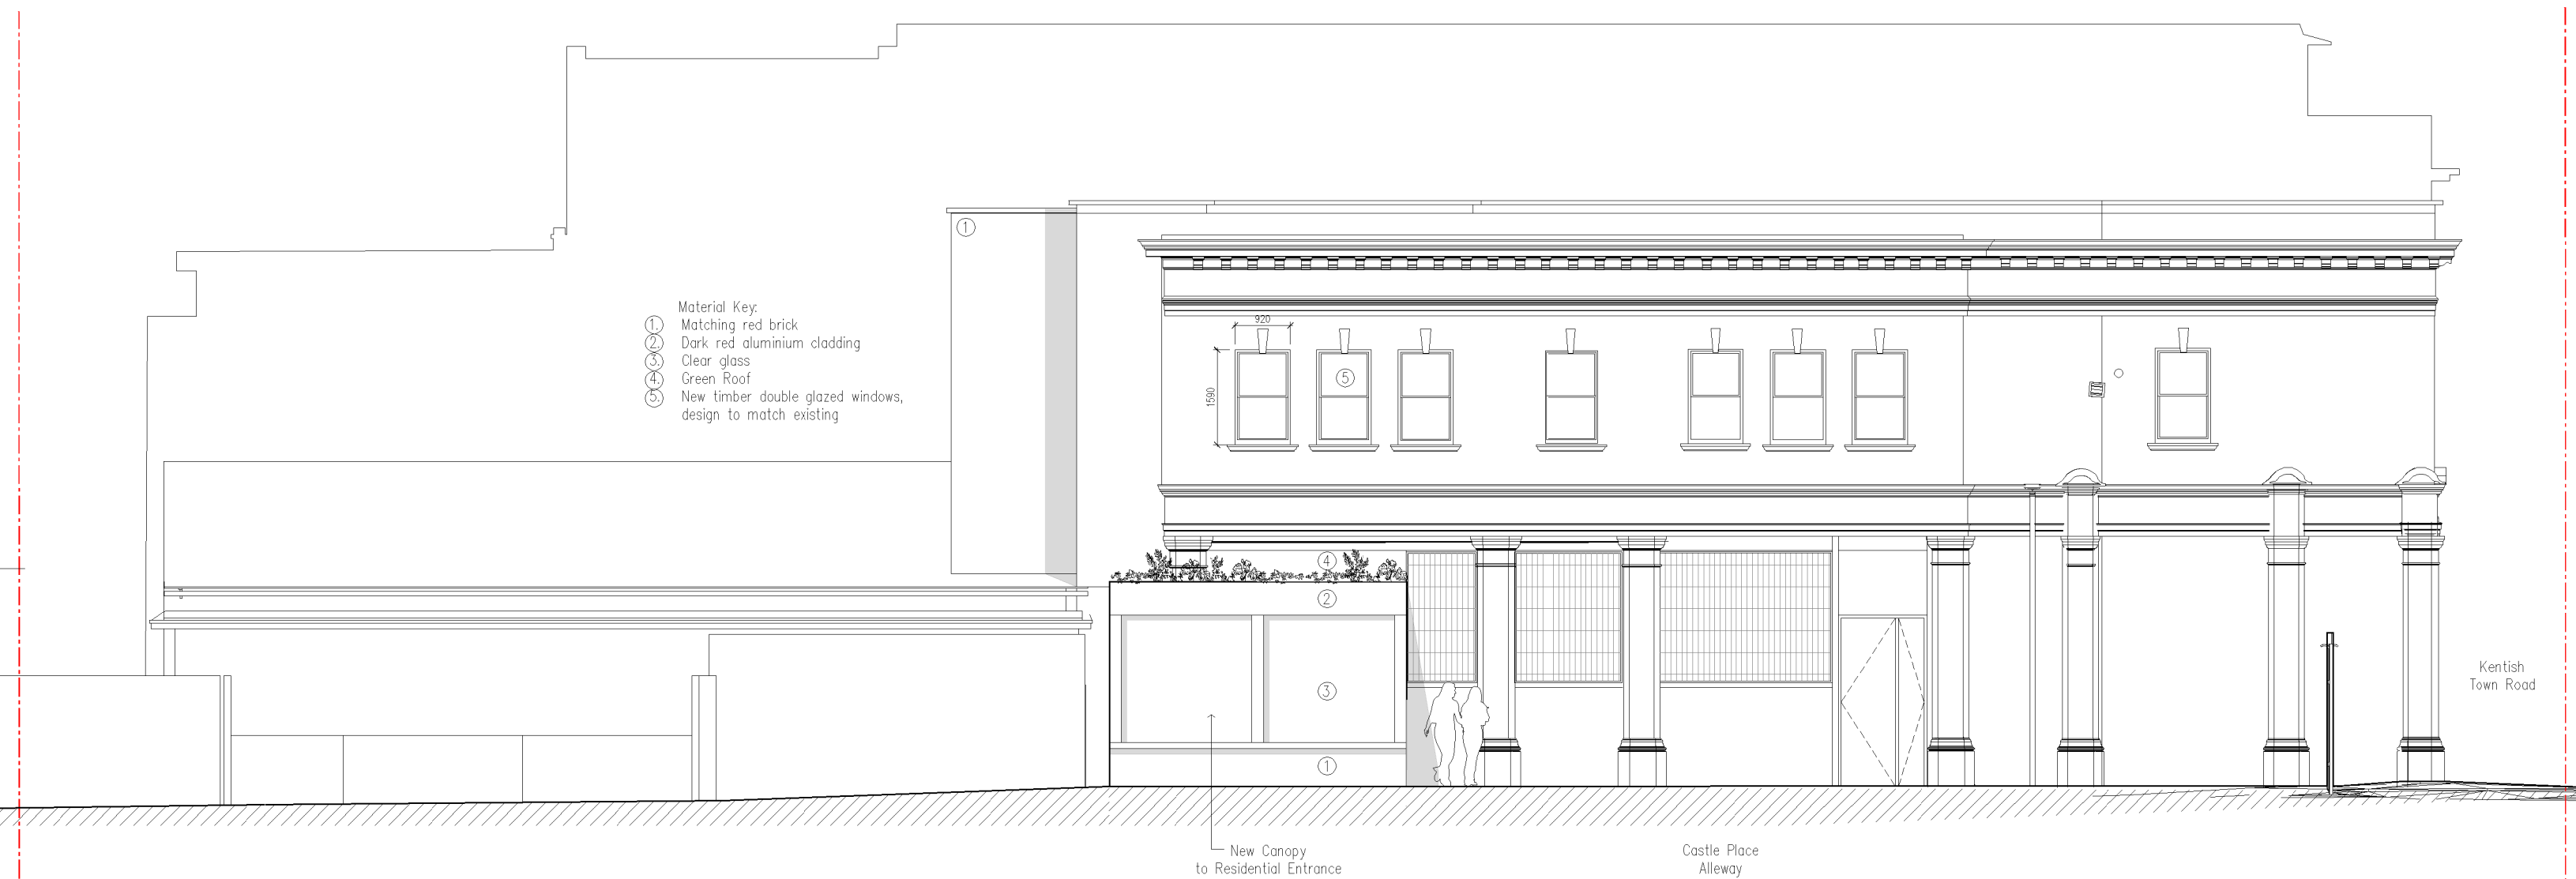 1
Material Key:
1. Matching red brick
2. Dark red aluminium cladding
3. Clear glass
4. Green Roof
5. New timber double glazed windows,
design to match existing
920
1590
5
4
2
3
1
Kentish
Town Road
New Canopy
to Residential Entrance
Castle Place
Alleway